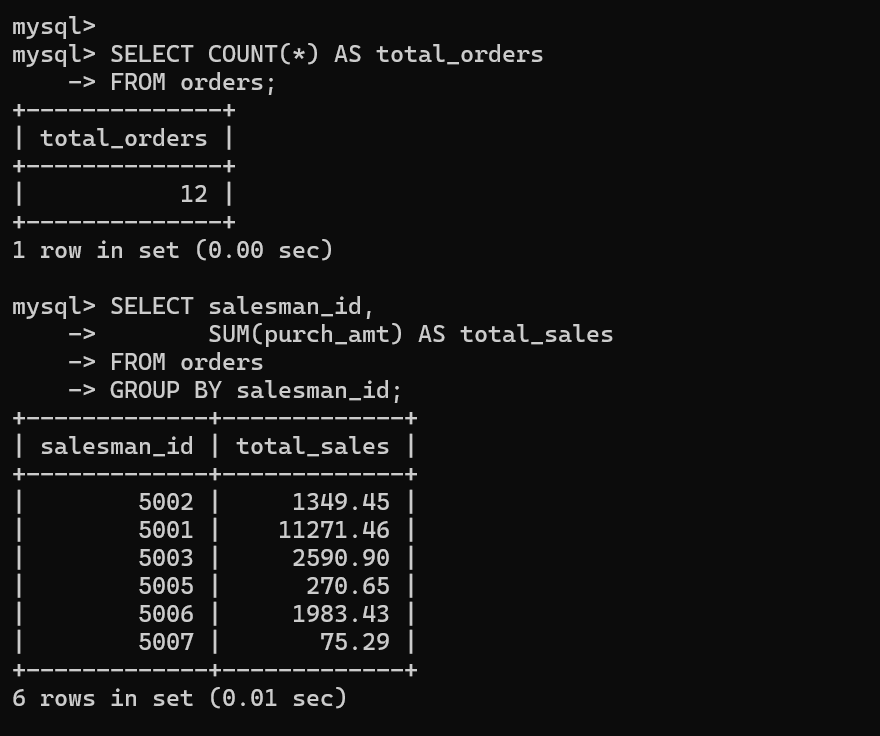 mysql>
mysql> SELECT COUNT(*) AS total_orders
    -> FROM orders;
+--------------+
| total_orders |
+--------------+
|           12 |
+--------------+
1 row in set (0.00 sec)

mysql> SELECT salesman_id,
    ->        SUM(purch_amt) AS total_sales
    -> FROM orders
    -> GROUP BY salesman_id;
+-------------+-------------+
| salesman_id | total_sales |
+-------------+-------------+
|        5002 |     1349.45 |
|        5001 |    11271.46 |
|        5003 |     2590.90 |
|        5005 |      270.65 |
|        5006 |     1983.43 |
|        5007 |       75.29 |
+-------------+-------------+
6 rows in set (0.01 sec)